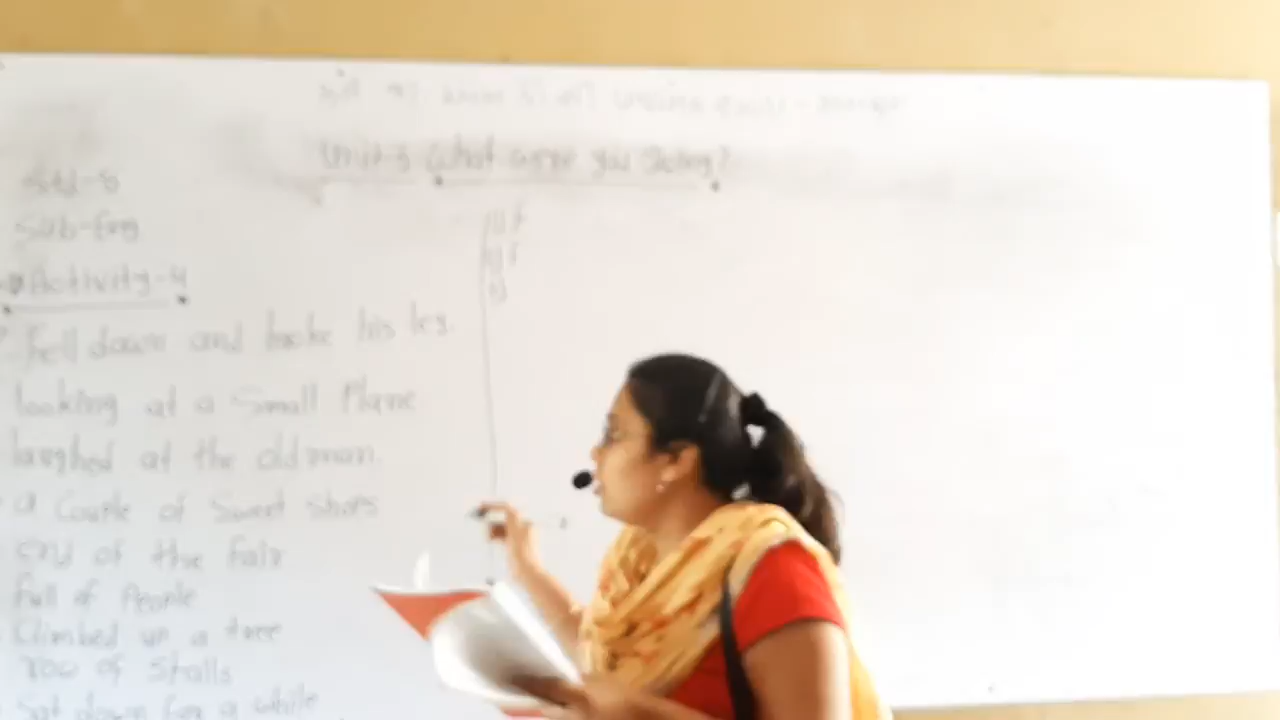 Unit-3 What were you doing?
Std-8
Sub-Eng
Activity-4
fell down and broke his leg.
looking at a Small Plane
laughed at the old man.
a Couple of Sweet shops
end of the fair
full of People
Climbed up a tree
row of Stalls
Sat down for a while